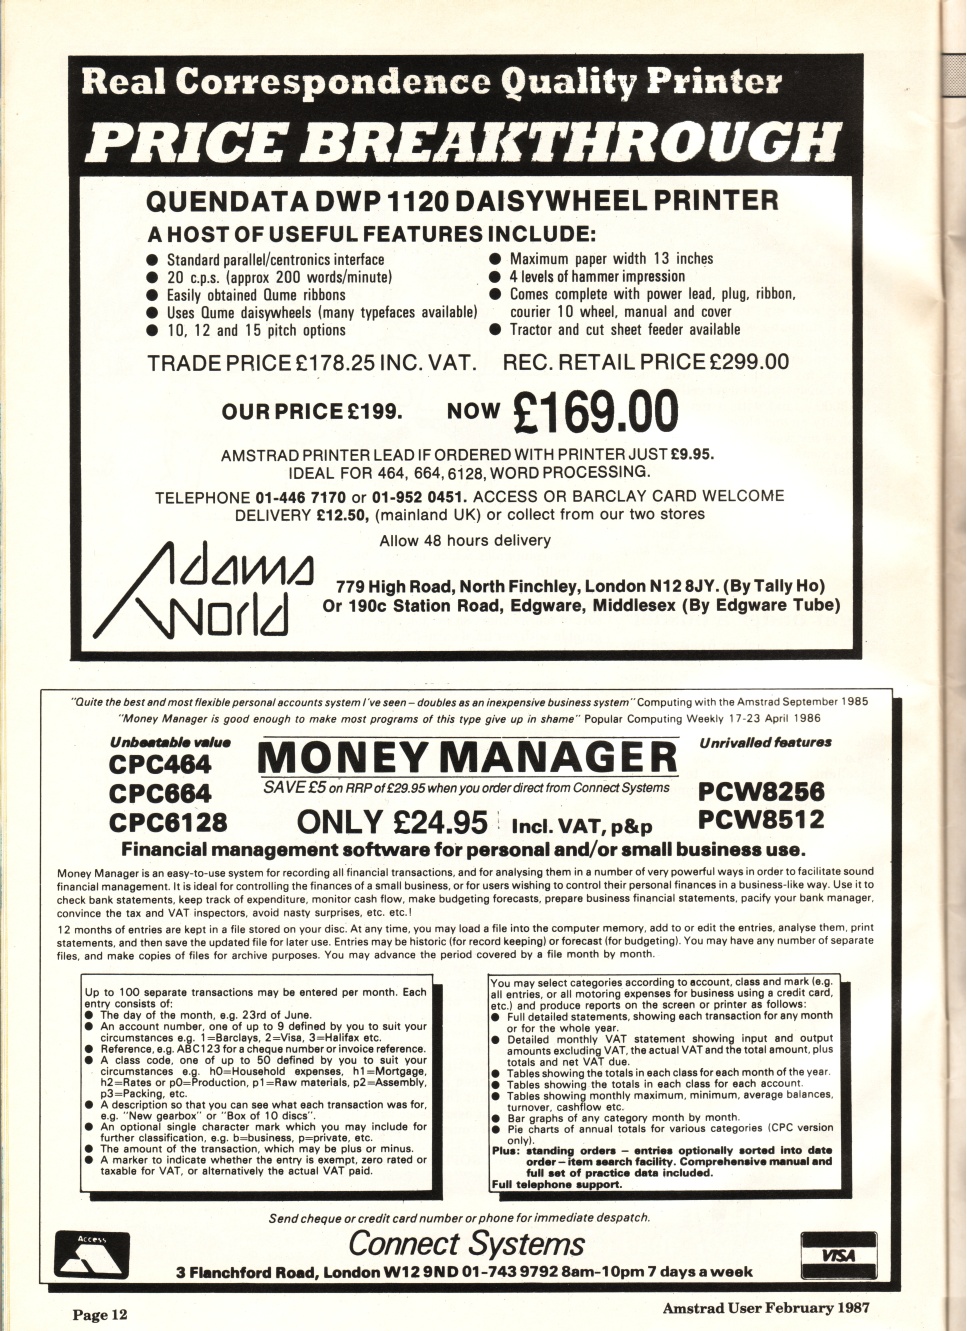 Real Correspondence Quality Printer
PRICE BREAKTHROUGH
QUENDATA DWP 1120 DAISYWHEEL PRINTER
A HOST OF USEFUL FEATURES INCLUDE:
● Standard parallel/centronics interface
● 20 c.p.s. (approx 200 words/minute)
● Easily obtained Qume ribbons
● Uses Qume daisywheels (many typefaces available)
● 10, 12 and 15 pitch options
● Maximum paper width 13 inches
● 4 levels of hammer impression
● Comes complete with power lead, plug, ribbon,
courier 10 wheel, manual and cover
● Tractor and cut sheet feeder available
TRADE PRICE £178.25 INC. VAT. REC. RETAIL PRICE £299.00
OUR PRICE £199. NOW £169.00
AMSTRAD PRINTER LEAD IF ORDERED WITH PRINTER JUST £9.95.
IDEAL FOR 464, 664, 6128, WORD PROCESSING.
TELEPHONE 01-446 7170 or 01-952 0451. ACCESS OR BARCLAY CARD WELCOME
DELIVERY £12.50, (mainland UK) or collect from our two stores
Allow 48 hours delivery
Adams
World
779 High Road, North Finchley, London N12 8JY. (By Tally Ho)
Or 190c Station Road, Edgware, Middlesex (By Edgware Tube)
"Quite the best and most flexible personal accounts system I've seen – doubles as an inexpensive business system" Computing with the Amstrad September 1985
"Money Manager is good enough to make most programs of this type give up in shame" Popular Computing Weekly 17-23 April 1986
Unbeatable value
CPC464
CPC664
CPC6128
MONEY MANAGER
SAVE £5 on RRP of £29.95 when you order direct from Connect Systems
ONLY £24.95 Incl. VAT, p&p
Unrivalled features
PCW8256
PCW8512
Financial management software for personal and/or small business use.
Money Manager is an easy-to-use system for recording all financial transactions, and for analysing them in a number of very powerful ways in order to facilitate sound
financial management. It is ideal for controlling the finances of a small business, or for users wishing to control their personal finances in a business-like way. Use it to
check bank statements, keep track of expenditure, monitor cash flow, make budgeting forecasts, prepare business financial statements, pacify your bank manager,
convince the tax and VAT inspectors, avoid nasty surprises, etc. etc.!
12 months of entries are kept in a file stored on your disc. At any time, you may load a file into the computer memory, add to or edit the entries, analyse them, print
statements, and then save the updated file for later use. Entries may be historic (for record keeping) or forecast (for budgeting). You may have any number of separate
files, and make copies of files for archive purposes. You may advance the period covered by a file month by month.
Up to 100 separate transactions may be entered per month. Each
entry consists of:
● The day of the month, e.g. 23rd of June.
● An account number, one of up to 9 defined by you to suit your
circumstances e.g. 1=Barclays, 2=Visa, 3=Halifax etc.
● Reference, e.g. ABC123 for a cheque number or invoice reference.
● A class code, one of up to 50 defined by you to suit your
circumstances e.g. h0=Household expenses, h1=Mortgage,
h2=Rates or p0=Production, p1=Raw materials, p2=Assembly,
p3=Packing, etc.
● A description so that you can see what each transaction was for,
e.g. "New gearbox" or "Box of 10 discs".
● An optional single character mark which you may include for
further classification, e.g. b=business, p=private, etc.
● The amount of the transaction, which may be plus or minus.
● A marker to indicate whether the entry is exempt, zero rated or
taxable for VAT, or alternatively the actual VAT paid.
You may select categories according to account, class and mark (e.g.
all entries, or all motoring expenses for business using a credit card,
etc.) and produce reports on the screen or printer as follows:
● Full detailed statements, showing each transaction for any month
or for the whole year.
● Detailed monthly VAT statement showing input and output
amounts excluding VAT, the actual VAT and the total amount, plus
totals and net VAT due.
● Tables showing the totals in each class for each month of the year.
● Tables showing the totals in each class for each account.
● Tables showing monthly maximum, minimum, average balances,
turnover, cashflow etc.
● Bar graphs of any category month by month.
● Pie charts of annual totals for various categories (CPC version
only).
Plus: standing orders – entries optionally sorted into date
order – item search facility. Comprehensive manual and
full set of practice data included.
Full telephone support.
Send cheque or credit card number or phone for immediate despatch.
Access
Connect Systems
VISA
3 Flanchford Road, London W12 9ND 01-743 9792 8am-10pm 7 days a week
Page 12
Amstrad User February 1987